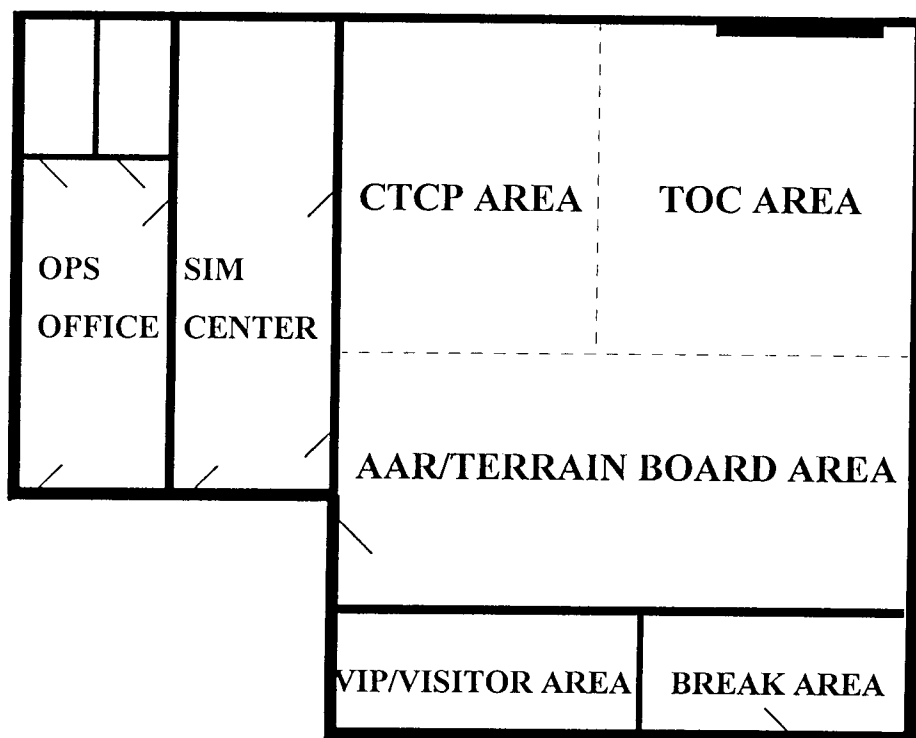 CTCP AREA
TOC AREA
OPS
OFFICE
SIM
CENTER
AAR/TERRAIN BOARD AREA
VIP/VISITOR AREA
BREAK AREA